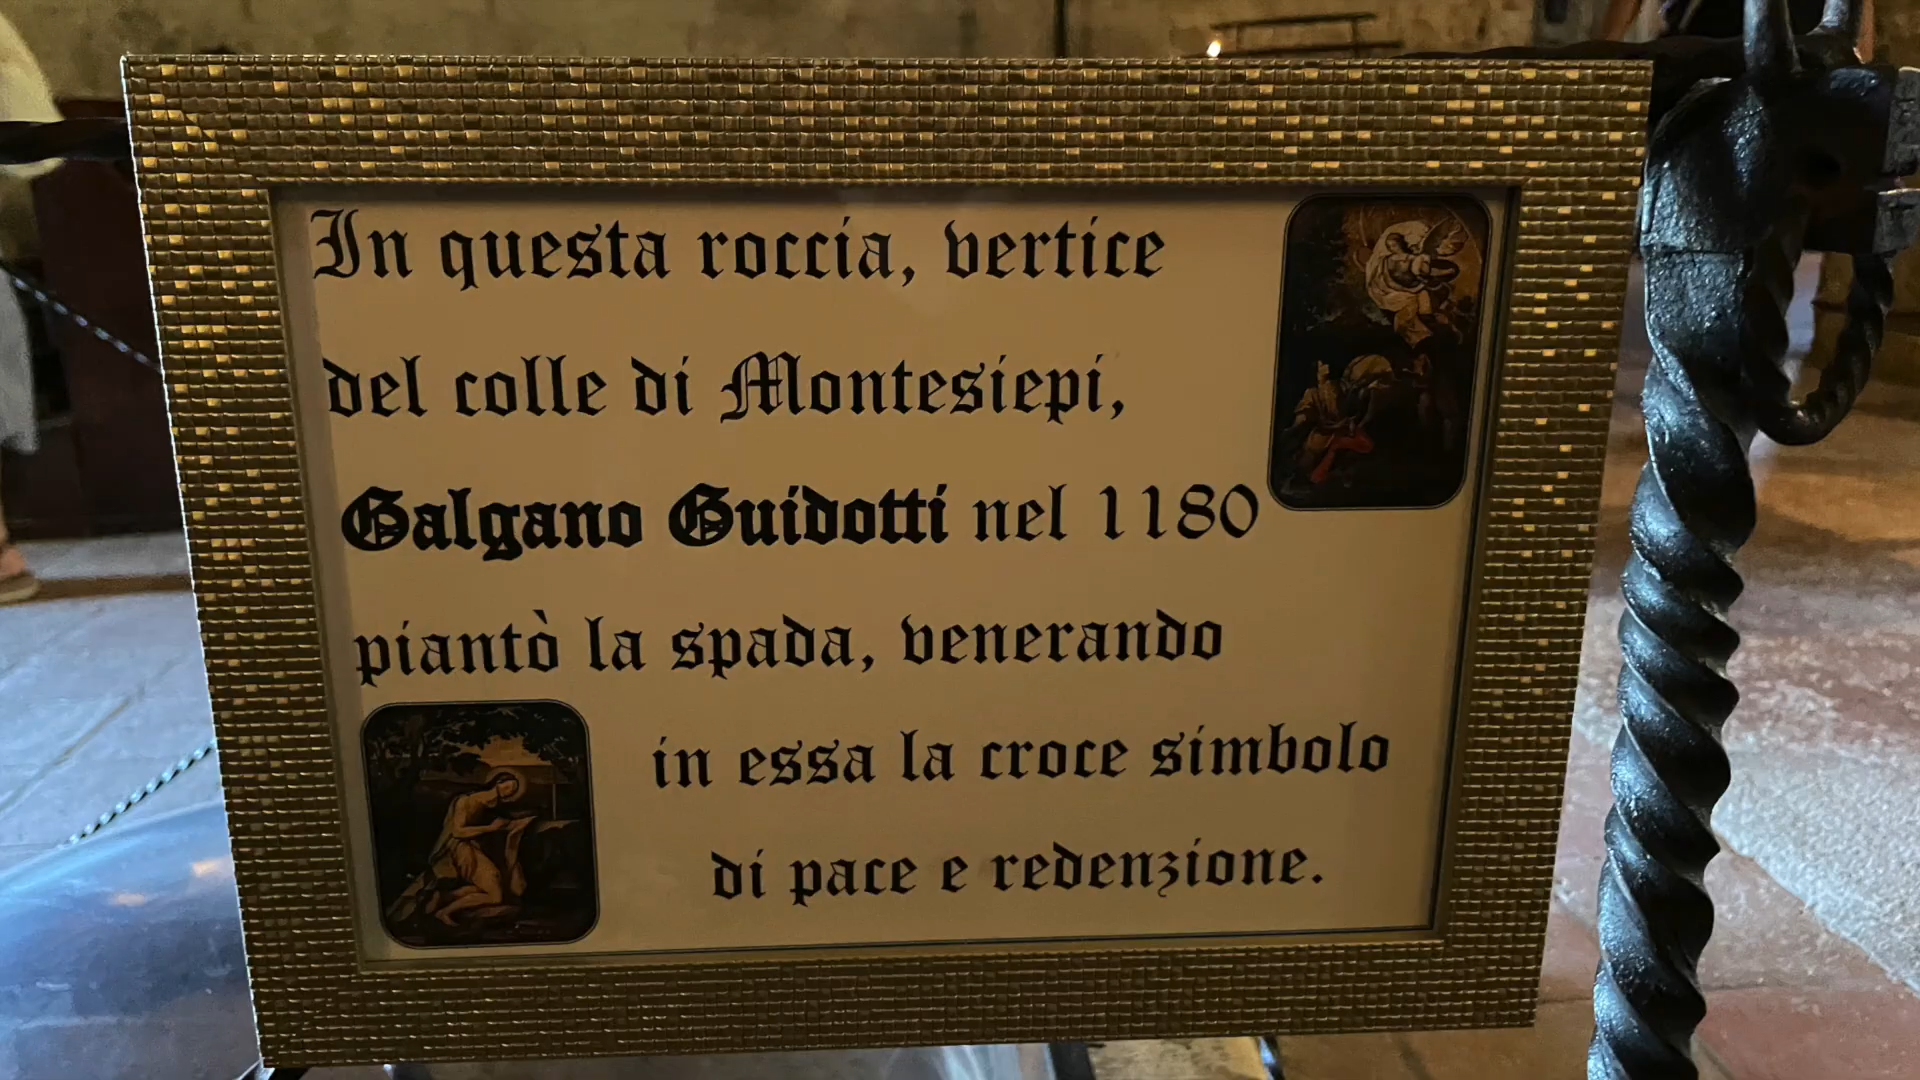 In questa roccia, vertice
del colle di Montesiepi,
Galgano Guidotti nel 1180
piantò la spada, venerando
in essa la croce simbolo
di pace e redenzione.